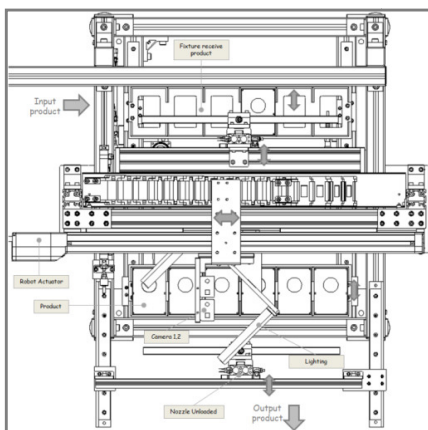 Fixture receive
product
Input
product
Robot Actuator
Product
Camera 1,2
Lighting
Nozzle Unloaded
Output
product